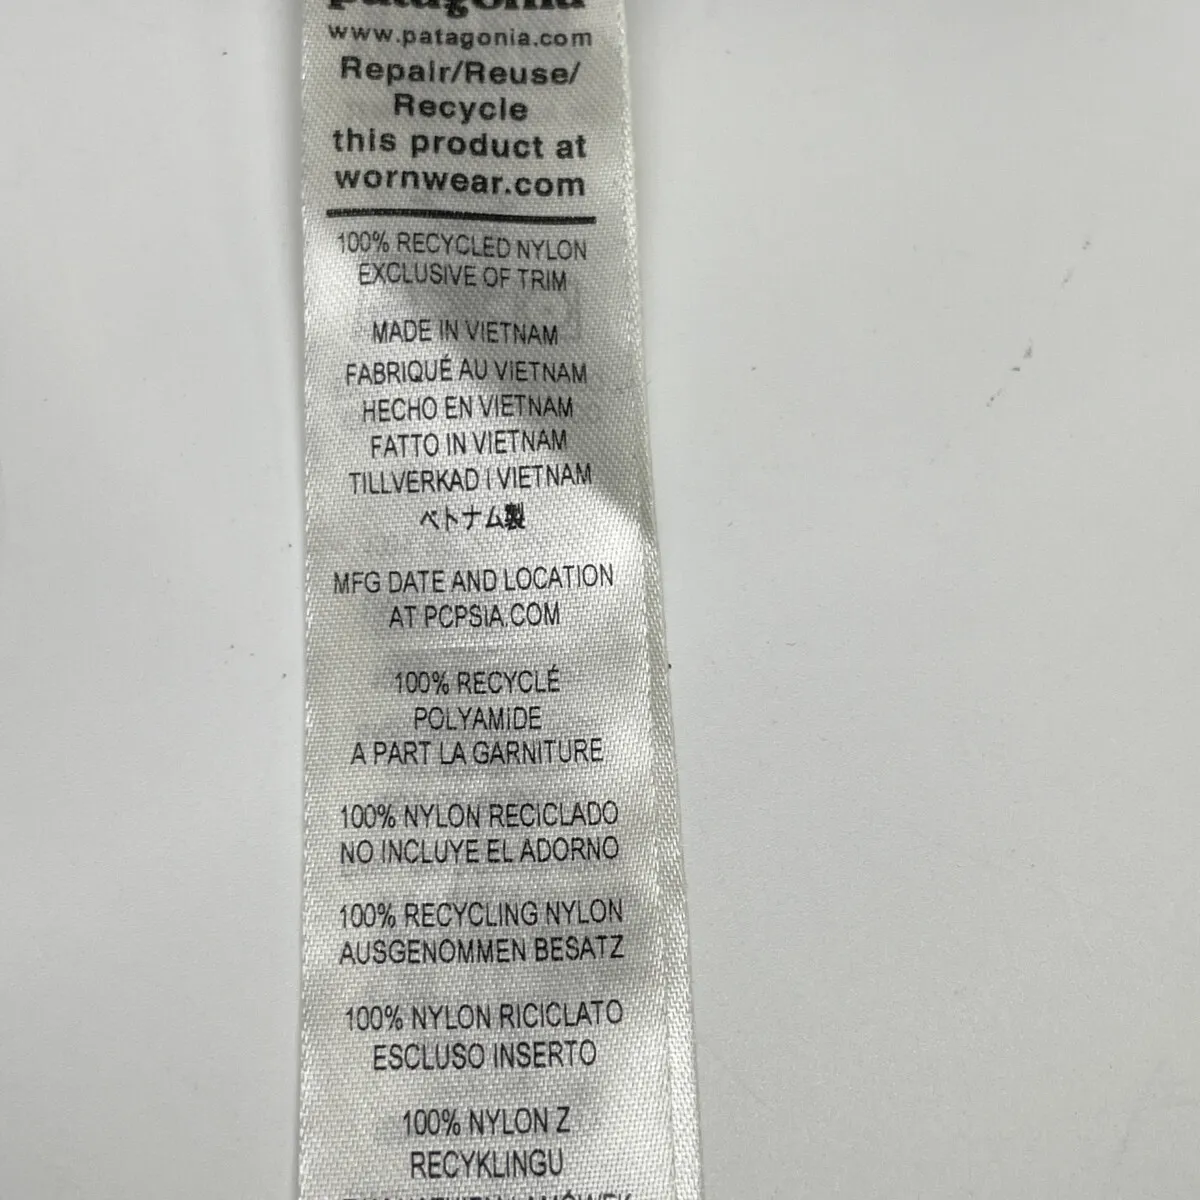 patagonia
www.patagonia.com
Repair/Reuse/
Recycle
this product at
wornwear.com
100% RECYCLED NYLON
EXCLUSIVE OF TRIM
MADE IN VIETNAM
FABRIQUÉ AU VIETNAM
HECHO EN VIETNAM
FATTO IN VIETNAM
TILLVERKAD I VIETNAM
ベトナム製
MFG DATE AND LOCATION
AT PCPSIA.COM
100% RECYCLÉ
POLYAMIDE
A PART LA GARNITURE
100% NYLON RECICLADO
NO INCLUYE EL ADORNO
100% RECYCLING NYLON
AUSGENOMMEN BESATZ
100% NYLON RICICLATO
ESCLUSO INSERTO
100% NYLON Z
RECYKLINGU